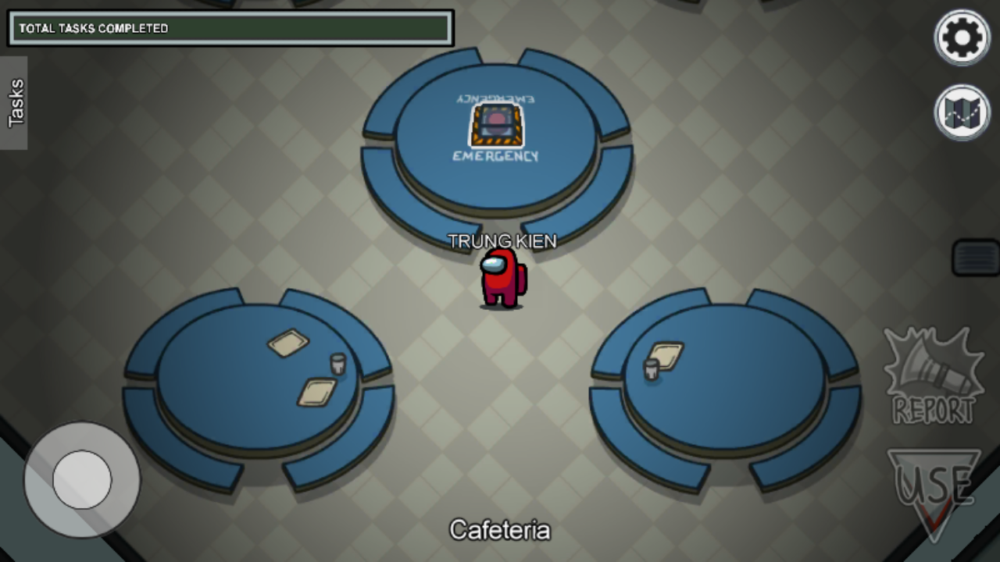 TOTAL TASKS COMPLETED
Tasks
EMERGENCY
EMERGENCY
TRUNG KIEN
REPORT
USE
Cafeteria